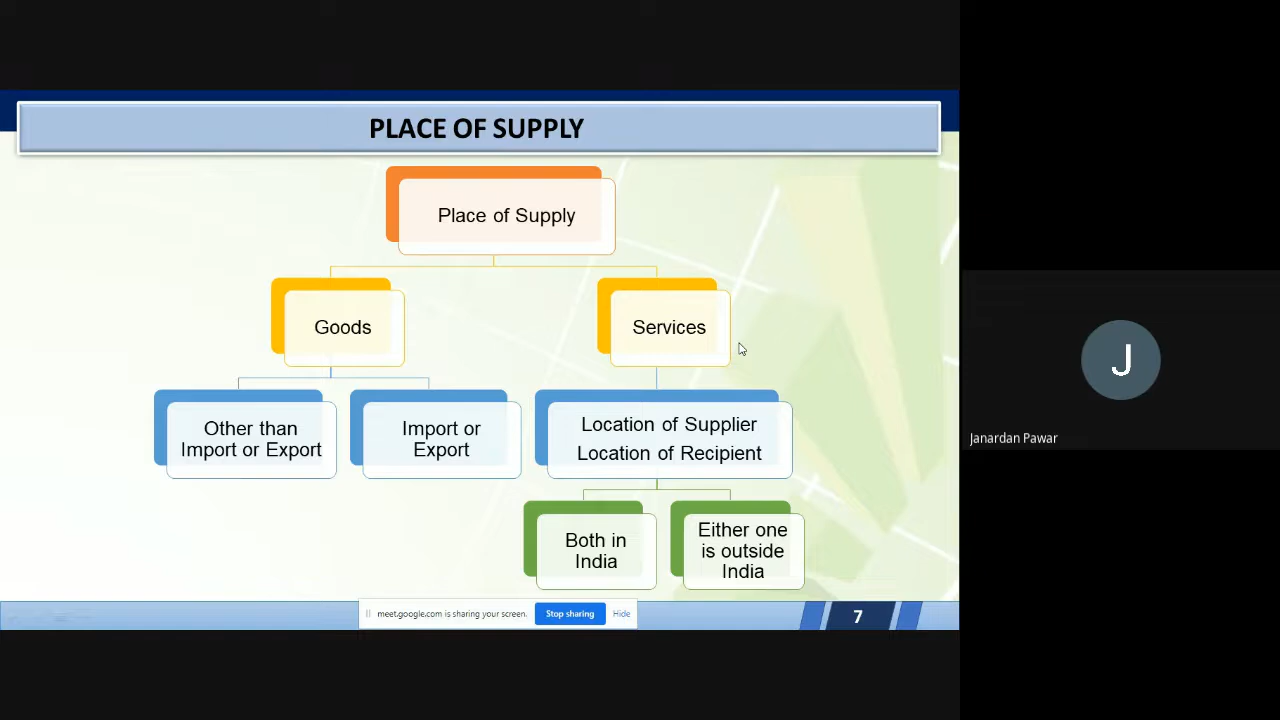 PLACE OF SUPPLY
Place of Supply
Goods
Services
Other than
Import or Export
Import or
Export
Location of Supplier
Location of Recipient
Both in
India
Either one
is outside
India
meet.google.com is sharing your screen.
Stop sharing
Hide
7
J
Janardan Pawar